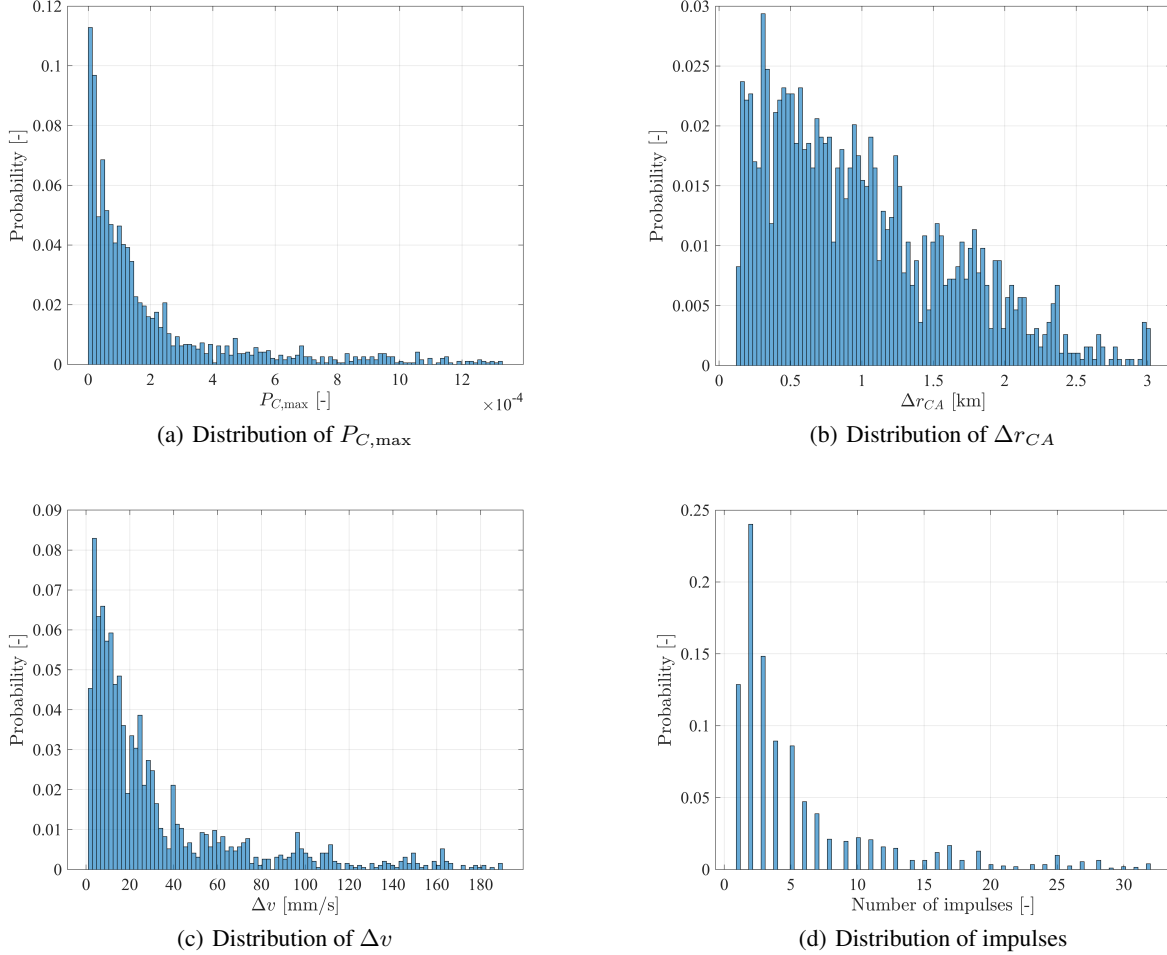 0.12
0.1
0.08
0.06
0.04
0.02
0
Probability [-]
0 2 4 6 8 10 12
P_{C,max} [-]
×10^{-4}
(a) Distribution of P_{C,max}
0.03
0.025
0.02
0.015
0.01
0.005
0
Probability [-]
0 0.5 1 1.5 2 2.5 3
Δr_{CA} [km]
(b) Distribution of Δr_{CA}
0.09
0.08
0.07
0.06
0.05
0.04
0.03
0.02
0.01
0
Probability [-]
0 20 40 60 80 100 120 140 160 180
Δv [mm/s]
(c) Distribution of Δv
0.25
0.2
0.15
0.1
0.05
0
Probability [-]
0 5 10 15 20 25 30
Number of impulses [-]
(d) Distribution of impulses